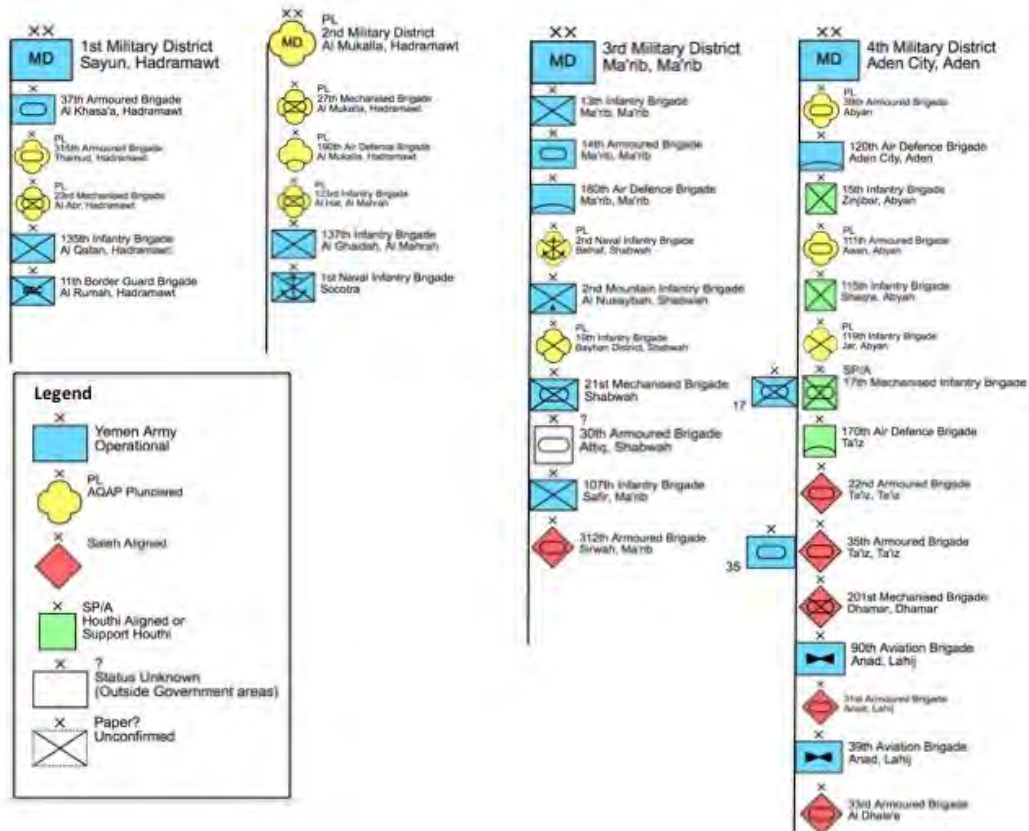 XX
MD
1st Military District
Sayun, Hadramawt
X
37th Armoured Brigade
Al Khasa'a, Hadramawt
X
PL
315th Armoured Brigade
Thamud, Hadramawt
X
PL
23rd Mechanised Brigade
Al Abr, Hadramawt
X
135th Infantry Brigade
Al Qatan, Hadramawt
X
11th Border Guard Brigade
Al Rumah, Hadramawt
XX
MD
PL
2nd Military District
Al Mukalla, Hadramawt
X
PL
27th Mechanised Brigade
Al Mukalla, Hadramawt
X
PL
190th Air Defence Brigade
Al Mukalla, Hadramawt
X
PL
123rd Infantry Brigade
Al Hat, Al Mahrah
X
137th Infantry Brigade
Al Ghaidah, Al Mahrah
X
1st Naval Infantry Brigade
Socotra
XX
MD
3rd Military District
Ma'rib, Ma'rib
X
13th Infantry Brigade
Ma'rib, Ma'rib
X
14th Armoured Brigade
Ma'rib, Ma'rib
X
180th Air Defence Brigade
Ma'rib, Ma'rib
X
PL
2nd Naval Infantry Brigade
Belhaf, Shabwah
X
2nd Mountain Infantry Brigade
Al Nusaybah, Shabwah
X
PL
19th Infantry Brigade
Bayhan District, Shabwah
X
21st Mechanised Brigade
Shabwah
X
?
30th Armoured Brigade
Attiq, Shabwah
X
107th Infantry Brigade
Safir, Ma'rib
X
312th Armoured Brigade
Sirwah, Ma'rib
XX
MD
4th Military District
Aden City, Aden
X
PL
39th Armoured Brigade
Abyan
X
120th Air Defence Brigade
Aden City, Aden
X
15th Infantry Brigade
Zinjibar, Abyan
X
PL
111th Armoured Brigade
Awan, Abyan
X
115th Infantry Brigade
Shaqra, Abyan
X
PL
119th Infantry Brigade
Jar, Abyan
X
17
X
SP/A
17th Mechanised Infantry Brigade
X
170th Air Defence Brigade
Ta'iz
X
22nd Armoured Brigade
Ta'iz, Ta'iz
X
35
X
35th Armoured Brigade
Ta'iz, Ta'iz
X
201st Mechanised Brigade
Dhamar, Dhamar
X
90th Aviation Brigade
Anad, Lahij
X
31st Armoured Brigade
Anad, Lahij
X
39th Aviation Brigade
Anad, Lahij
X
33rd Armoured Brigade
Al Dhale'e
Legend
X
Yemen Army
Operational
X
PL
AQAP Plundered
X
Saleh Aligned
X
SP/A
Houthi Aligned or
Support Houthi
X
?
Status Unknown
(Outside Government areas)
X
Paper?
Unconfirmed